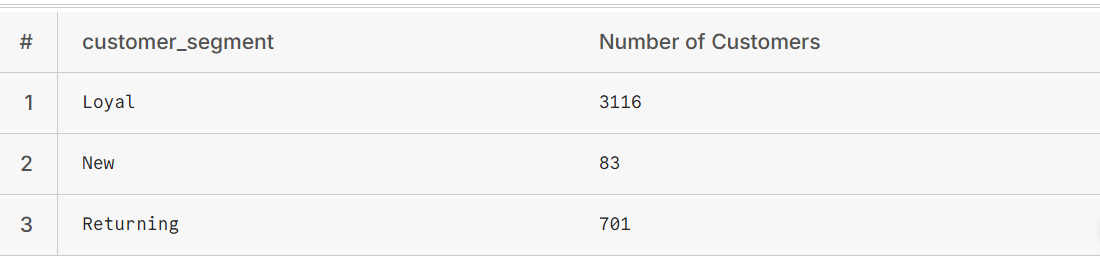 # customer_segment Number of Customers
1 Loyal 3116
2 New 83
3 Returning 701